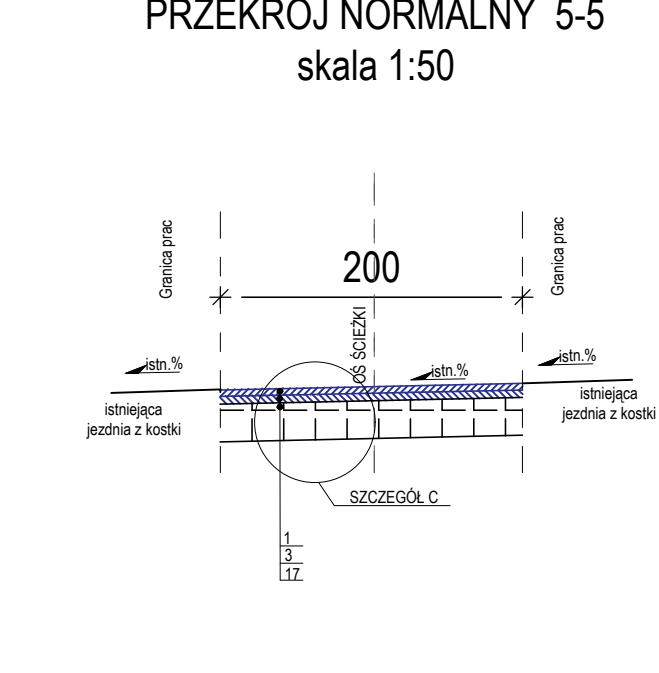 PRZEKRÓJ NORMALNY 5-5
skala 1:50
Granica prac
Granica prac
200
OŚ ŚCIEŻKI
istn.%
istn.%
istn.%
istniejąca
jezdnia z kostki
istniejąca
jezdnia z kostki
SZCZEGÓŁ C
1
3
17